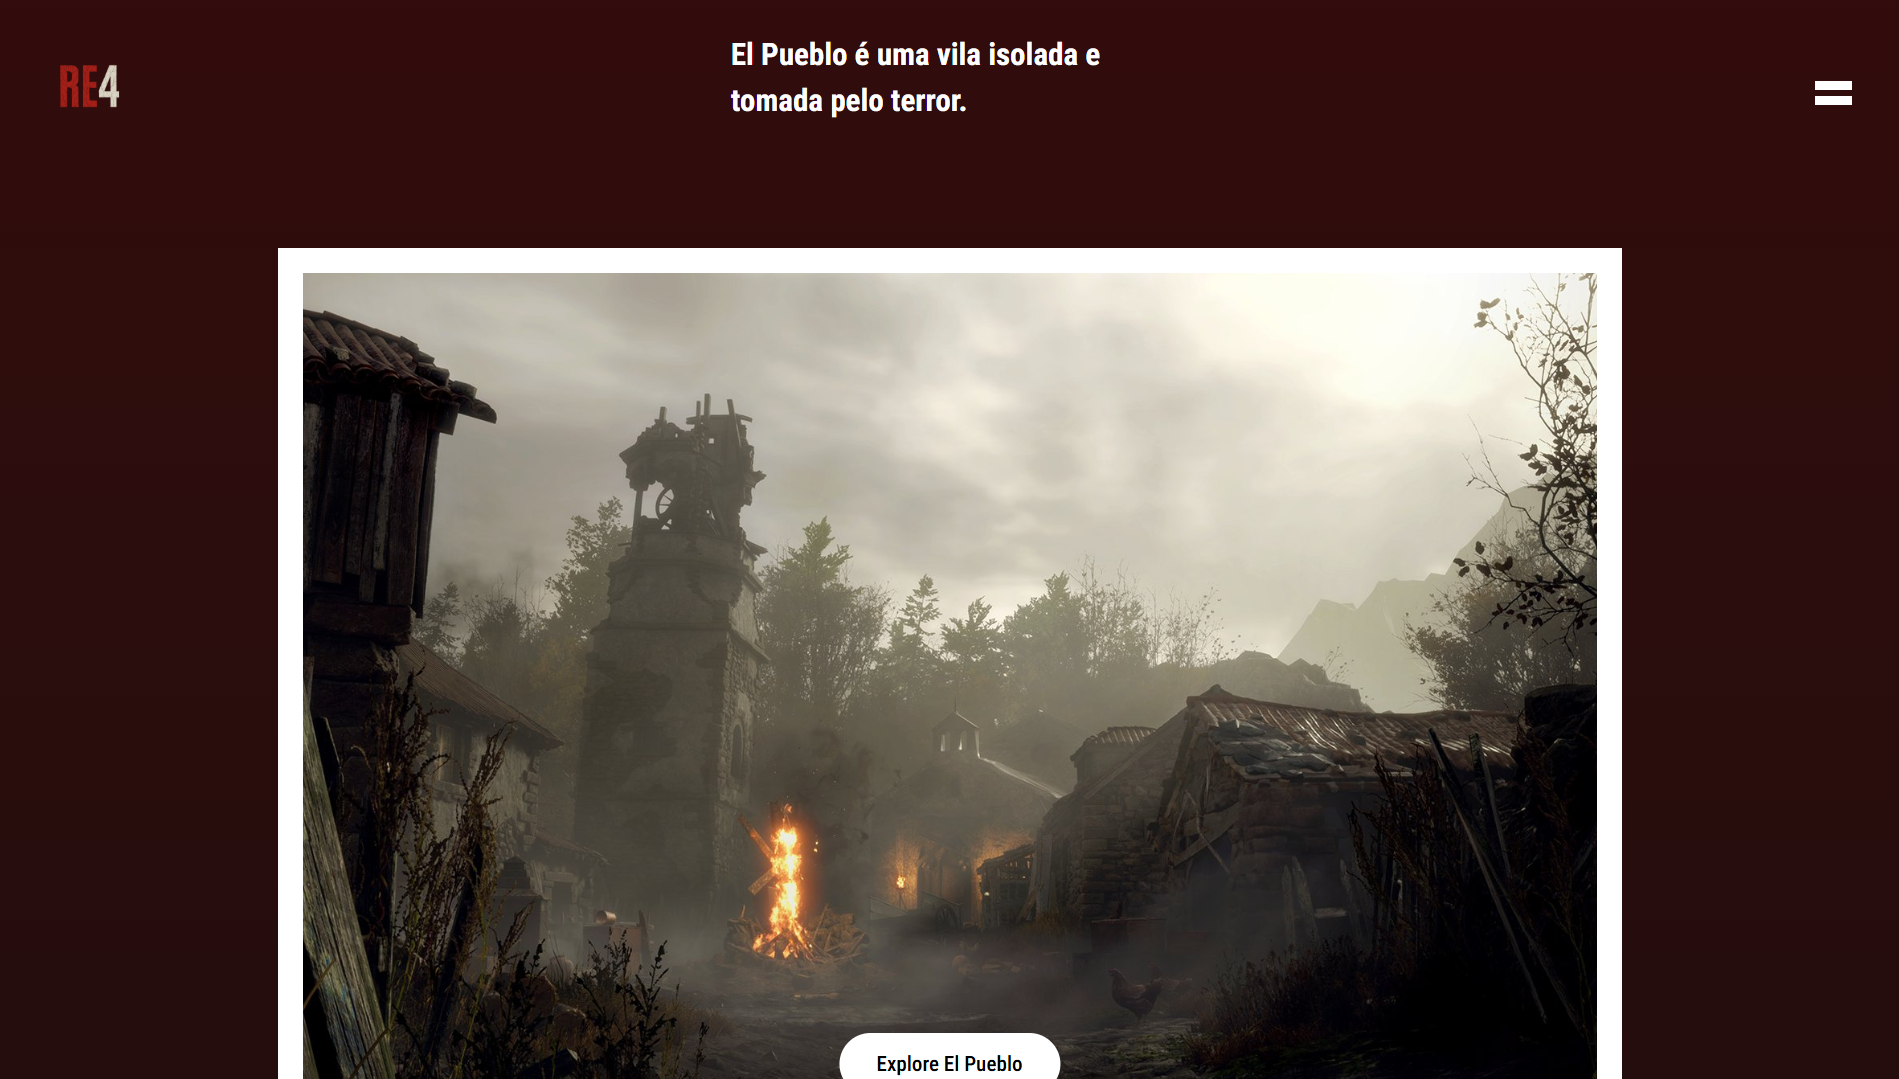 RE4
El Pueblo é uma vila isolada e
tomada pelo terror.
Explore El Pueblo